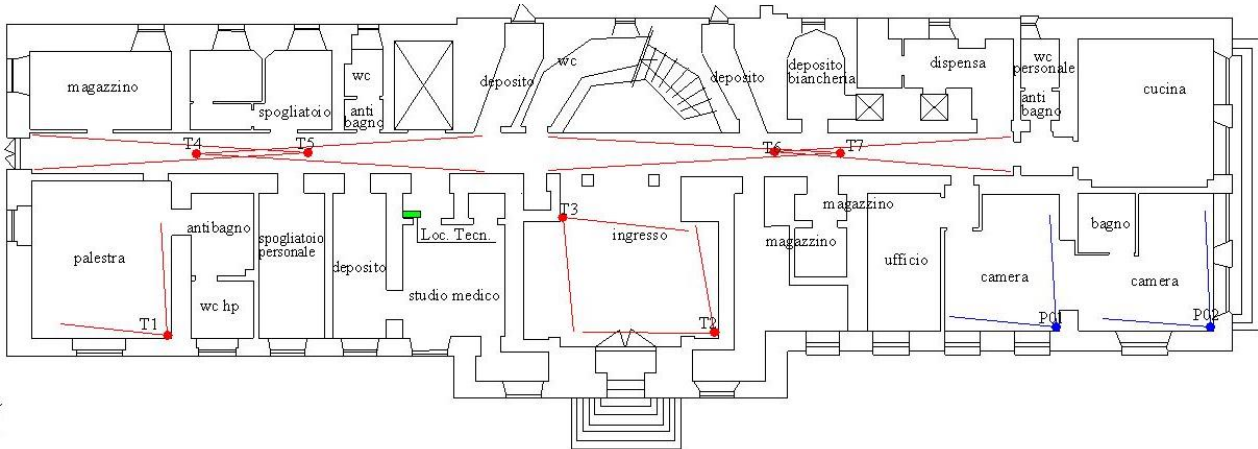 magazzino
spogliatoio
wc
anti
bagno
deposito
wc
deposito
deposito
biancheria
dispensa
wc
personale
anti
bagno
cucina
T4
T5
T6
T7
palestra
antibagno
wc hp
spogliatoio
personale
deposito
Loc. Tecn.
studio medico
T3
ingresso
magazzino
magazzino
ufficio
camera
bagno
camera
T1
T2
P01
P02